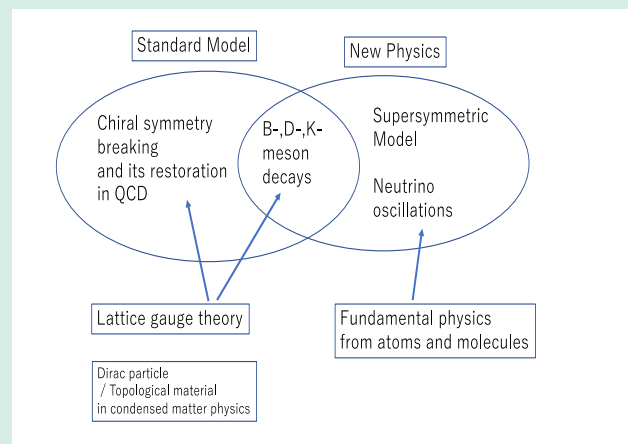 Standard Model
New Physics
Chiral symmetry
breaking
and its restoration
in QCD
B-,D-,K-
meson
decays
Supersymmetric
Model
Neutrino
oscillations
Lattice gauge theory
Fundamental physics
from atoms and molecules
Dirac particle
/ Topological material
in condensed matter physics